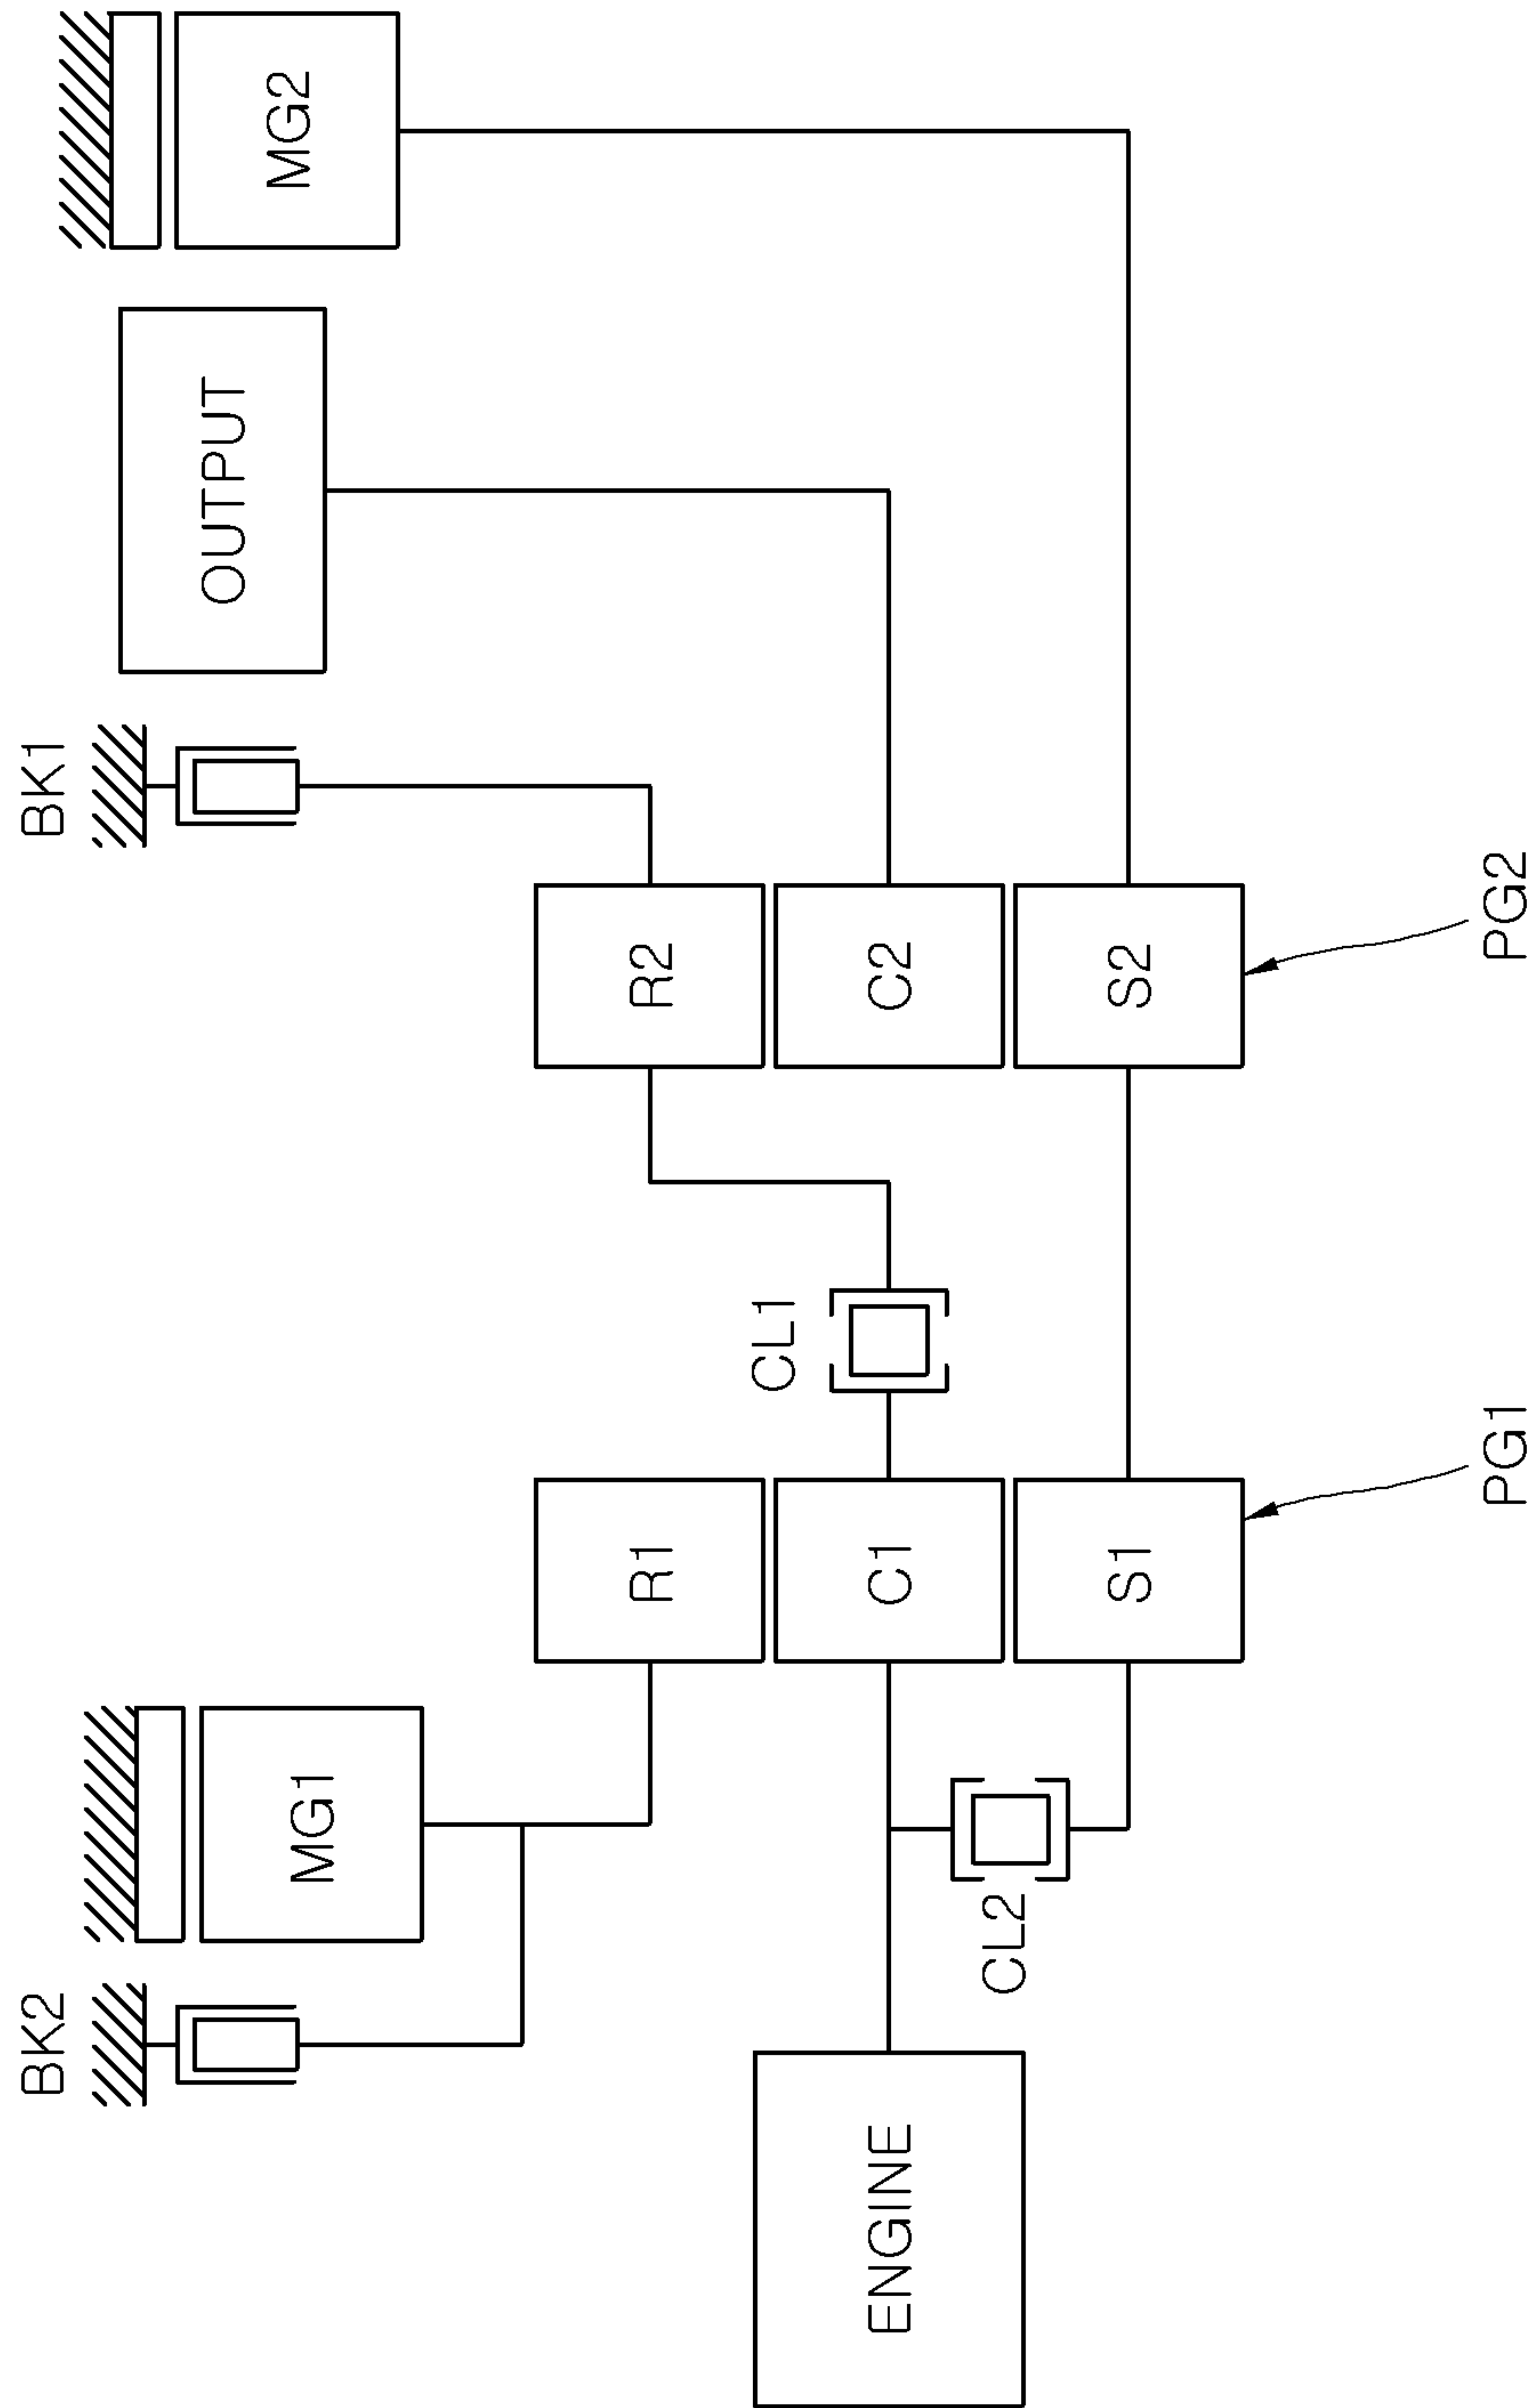 BK2
MG1
BK1
OUTPUT
MG2
R1
R2
CL1
ENGINE
C1
C2
CL2
S1
S2
PG1
PG2